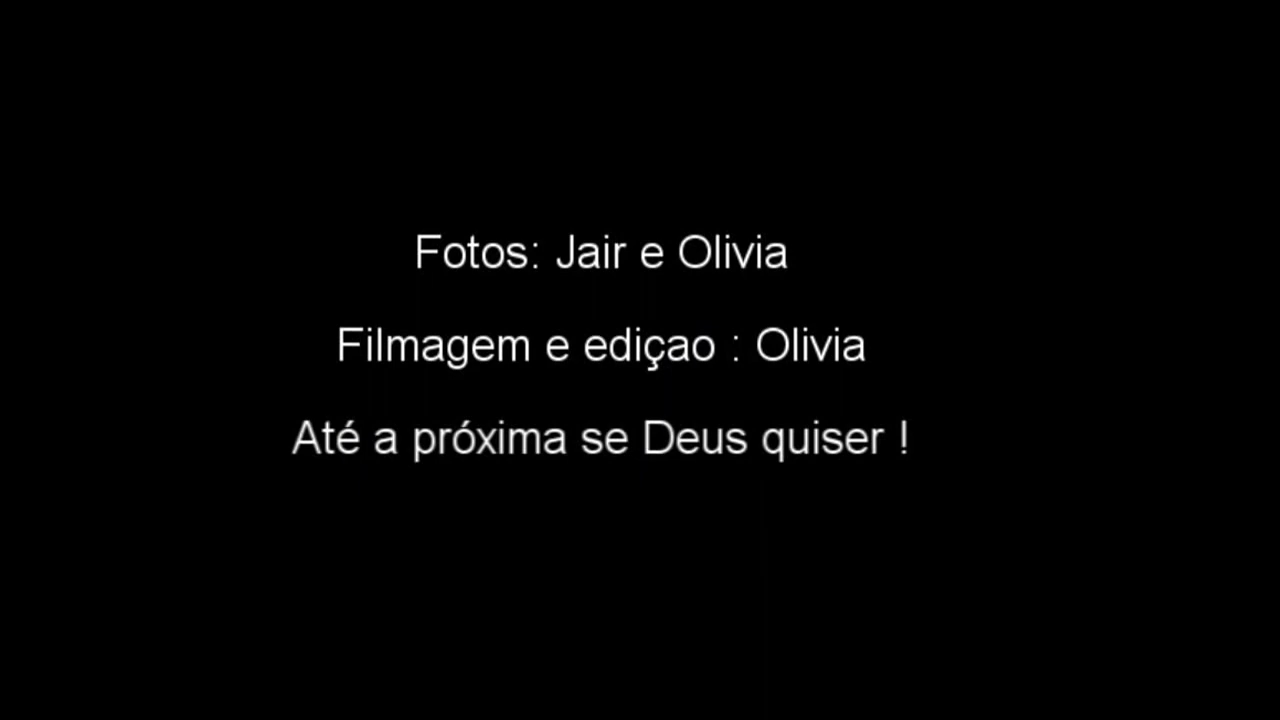 Fotos: Jair e Olivia
Filmagem e ediçao : Olivia
Até a próxima se Deus quiser !